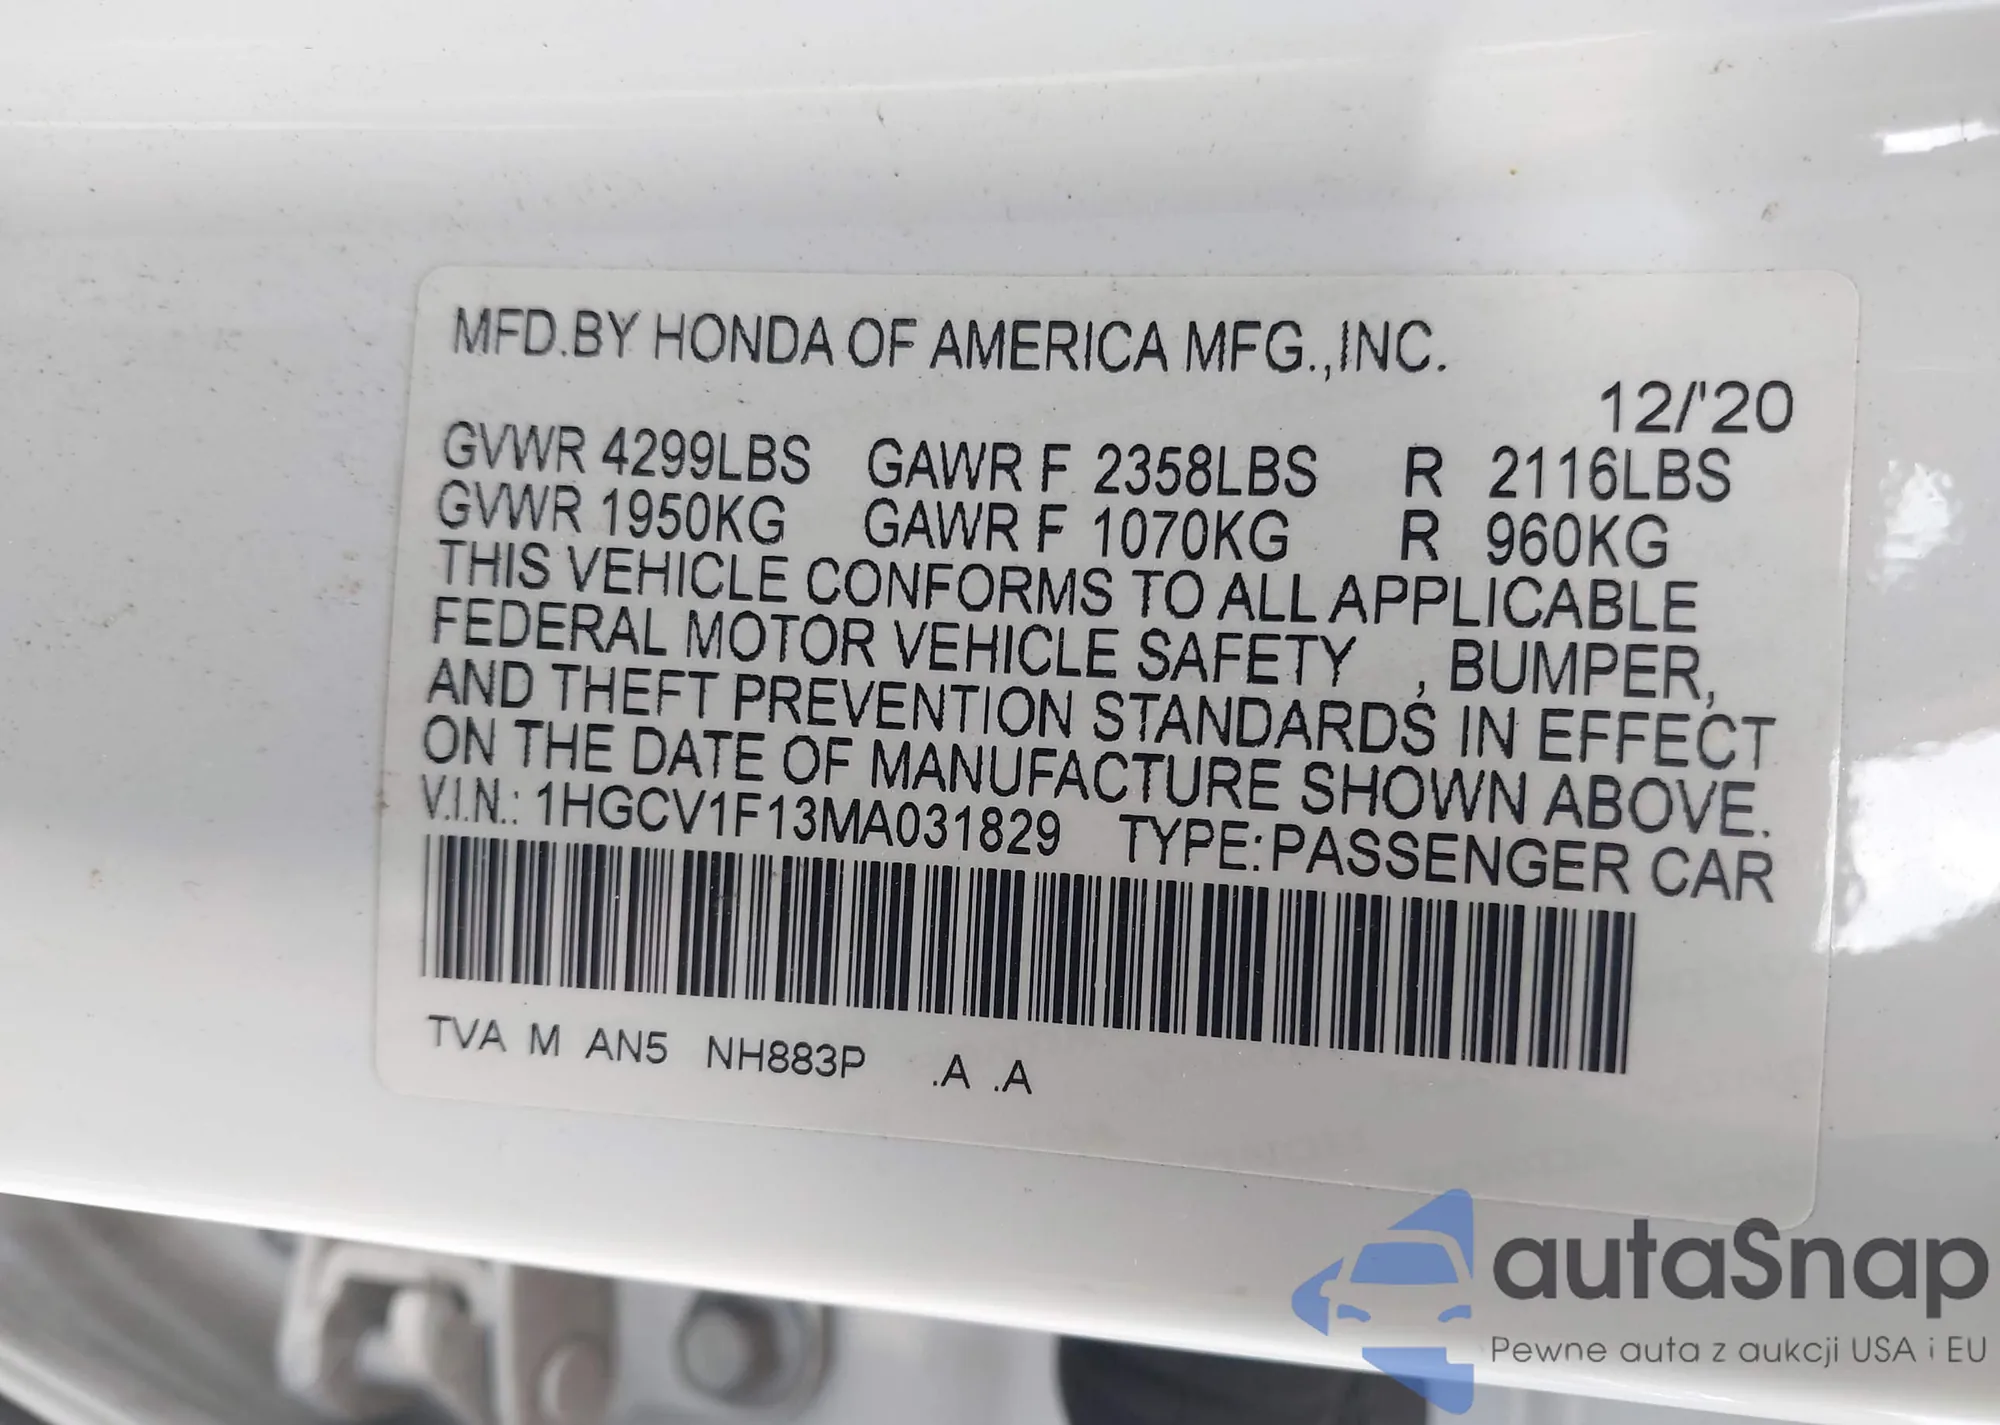 MFD.BY HONDA OF AMERICA MFG.,INC.
12/'20
GVWR 4299LBS GAWR F 2358LBS R 2116LBS
GVWR 1950KG GAWR F 1070KG R 960KG
THIS VEHICLE CONFORMS TO ALL APPLICABLE
FEDERAL MOTOR VEHICLE SAFETY , BUMPER,
AND THEFT PREVENTION STANDARDS IN EFFECT
ON THE DATE OF MANUFACTURE SHOWN ABOVE.
V.I.N.: 1HGCV1F13MA031829 TYPE:PASSENGER CAR
TVA M AN5 NH883P .A .A
autaSnap
Pewne auta z aukcji USA i EU